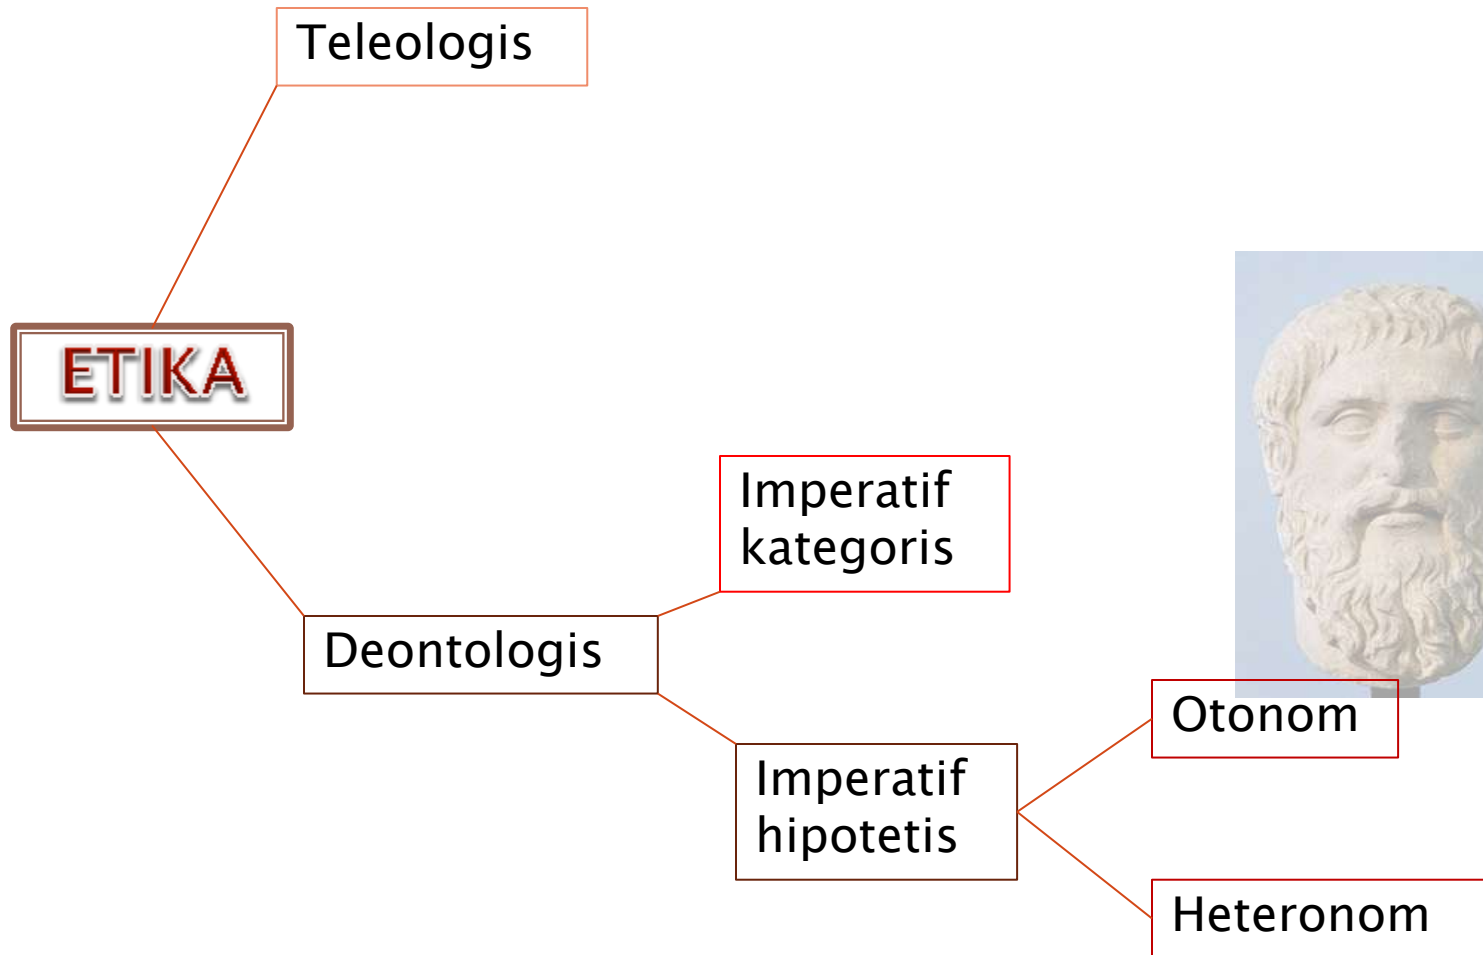 Teleologis
ETIKA
Imperatif
kategoris
Deontologis
Otonom
Imperatif
hipotetis
Heteronom